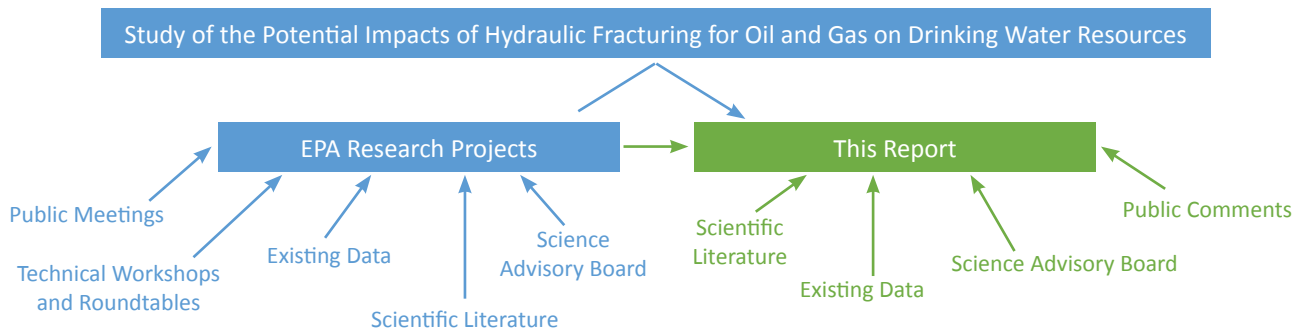 Study of the Potential Impacts of Hydraulic Fracturing for Oil and Gas on Drinking Water Resources
EPA Research Projects
This Report
Public Meetings
Technical Workshops
and Roundtables
Existing Data
Scientific Literature
Science
Advisory Board
Scientific
Literature
Existing Data
Science Advisory Board
Public Comments